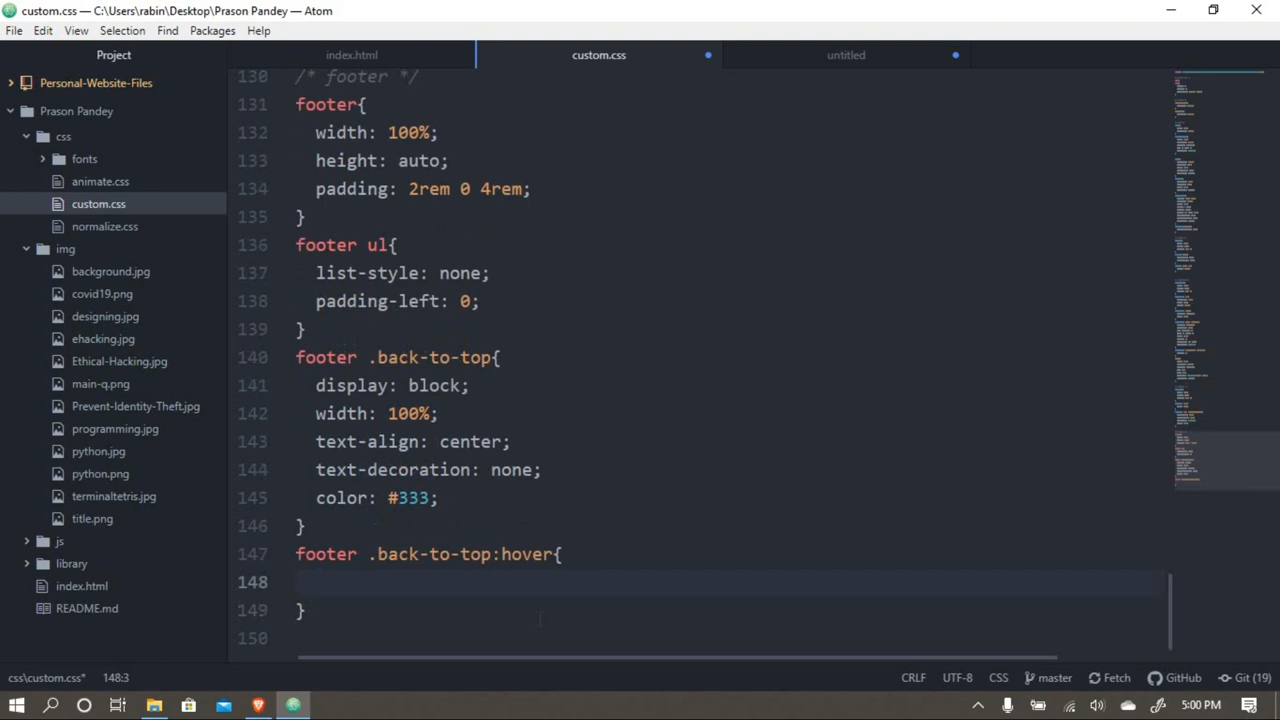 custom.css — C:\Users\rabin\Desktop\Prason Pandey — Atom
File Edit View Selection Find Packages Help
Project
index.html
custom.css
untitled
Personal-Website-Files
Prason Pandey
css
fonts
animate.css
custom.css
normalize.css
img
background.jpg
covid19.png
designing.jpg
ehacking.jpg
Ethical-Hacking.jpg
main-q.png
Prevent-Identity-Theft.jpg
programming.jpg
python.jpg
python.png
terminaltetris.jpg
title.png
js
library
index.html
README.md
130 /* footer */
131 footer{
132 width: 100%;
133 height: auto;
134 padding: 2rem 0 4rem;
135 }
136 footer ul{
137 list-style: none;
138 padding-left: 0;
139 }
140 footer .back-to-top{
141 display: block;
142 width: 100%;
143 text-align: center;
144 text-decoration: none;
145 color: #333;
146 }
147 footer .back-to-top:hover{
148
149 }
150
css\custom.css* 148:3
CRLF UTF-8 CSS master Fetch GitHub Git (19)
5:00 PM